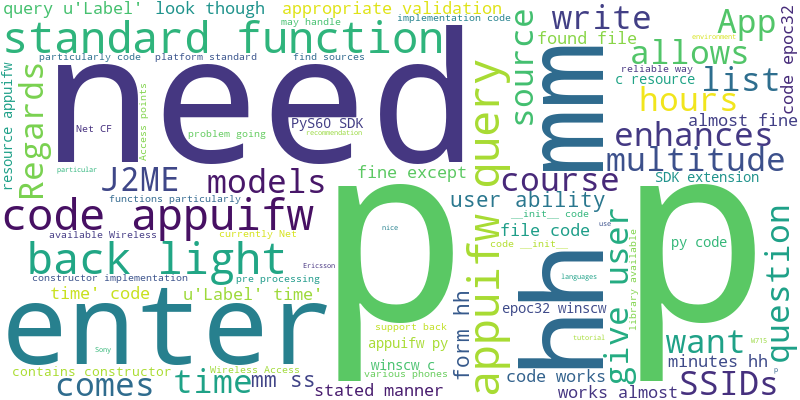 query u'Label' look though appropriate validation
may handle implementation code
standard function
particularly code platform standard find sources
need
Net CF
PyS60 SDK
problem going
recommendation
Access points
resource appuifw
Regards
particular
J2ME
models
fine except
functions particularly
code appuifw
available Wireless
currently Net
back light
nice
constructor implementation
Ericsson
pre processing
time' code
u'Label' time'
enter
Sony
support back
appuifw py
contains constructor
Wireless Access
winscw c
various phones
comes
time
mm ss
stated manner
p
source
appuifw query
form hh
write
found file
App
environment
code epoc32
allows
reliable way
c resource
list
hours
almost fine
enhances
mm
multitude
course
SDK extension
user ability
__init__ code
use
file code
code __init__
p
py code
hh
give user
library available
languages
epoc32 winscw
want
question
tutorial
W715
minutes hh
p
code works
works almost
SSIDs